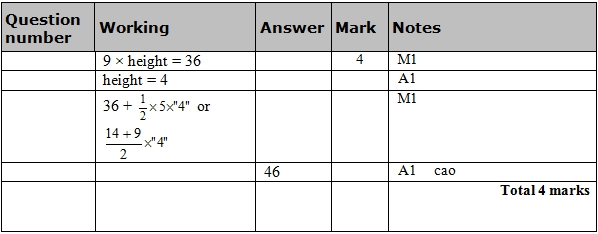 Question number Working Answer Mark Notes
9 × height = 36 4 M1
height = 4 A1
36 + 1/2 ×5×"4" or M1
(14 + 9)/2 ×"4"
46 A1 cao
Total 4 marks